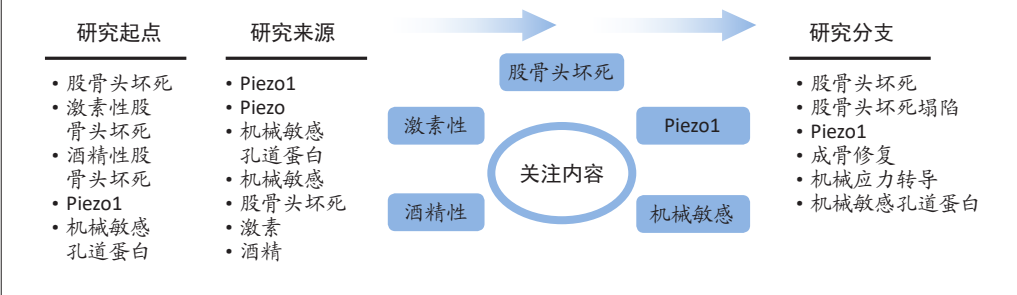 研究起点
• 股骨头坏死
• 激素性股
骨头坏死
• 酒精性股
骨头坏死
• Piezo1
• 机械敏感
孔道蛋白
研究来源
• Piezo1
• Piezo
• 机械敏感
孔道蛋白
• 机械敏感
• 股骨头坏死
• 激素
• 酒精
股骨头坏死
激素性
Piezo1
关注内容
酒精性
机械敏感
研究分支
• 股骨头坏死
• 股骨头坏死塌陷
• Piezo1
• 成骨修复
• 机械应力转导
• 机械敏感孔道蛋白